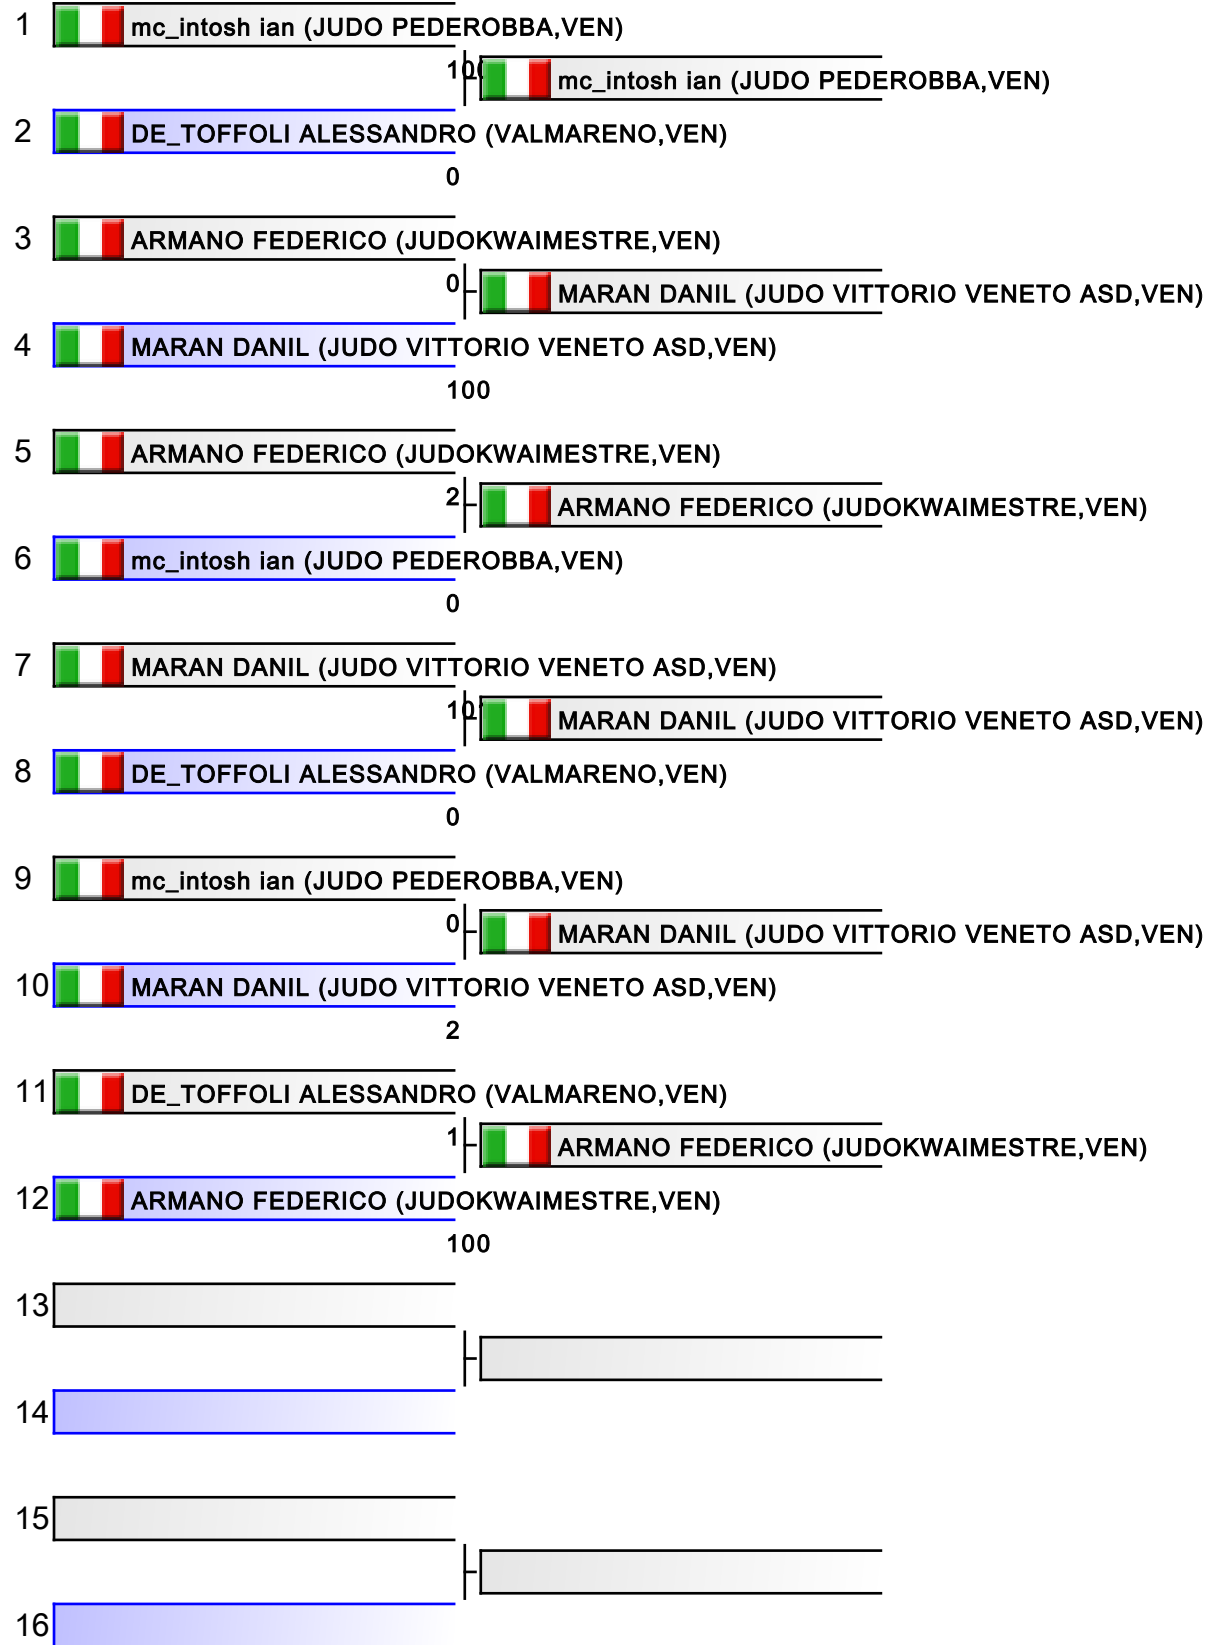 1 mc_intosh ian (JUDO PEDEROBBA,VEN)
mc_intosh ian (JUDO PEDEROBBA,VEN)
2 DE_TOFFOLI ALESSANDRO (VALMARENO,VEN)
0
3 ARMANO FEDERICO (JUDOKWAIMESTRE,VEN)
0 MARAN DANIL (JUDO VITTORIO VENETO ASD,VEN)
4 MARAN DANIL (JUDO VITTORIO VENETO ASD,VEN)
100
5 ARMANO FEDERICO (JUDOKWAIMESTRE,VEN)
2 ARMANO FEDERICO (JUDOKWAIMESTRE,VEN)
6 mc_intosh ian (JUDO PEDEROBBA,VEN)
0
7 MARAN DANIL (JUDO VITTORIO VENETO ASD,VEN)
MARAN DANIL (JUDO VITTORIO VENETO ASD,VEN)
8 DE_TOFFOLI ALESSANDRO (VALMARENO,VEN)
0
9 mc_intosh ian (JUDO PEDEROBBA,VEN)
0 MARAN DANIL (JUDO VITTORIO VENETO ASD,VEN)
10 MARAN DANIL (JUDO VITTORIO VENETO ASD,VEN)
2
11 DE_TOFFOLI ALESSANDRO (VALMARENO,VEN)
1 ARMANO FEDERICO (JUDOKWAIMESTRE,VEN)
12 ARMANO FEDERICO (JUDOKWAIMESTRE,VEN)
100
13
14
15
16